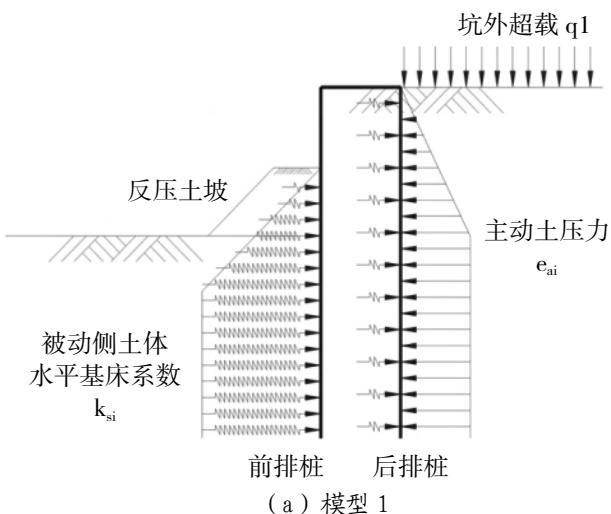 坑外超载 q1
反压土坡
主动土压力
eai
被动侧土体
水平基床系数
ksi
前排桩
后排桩
(a)模型 1